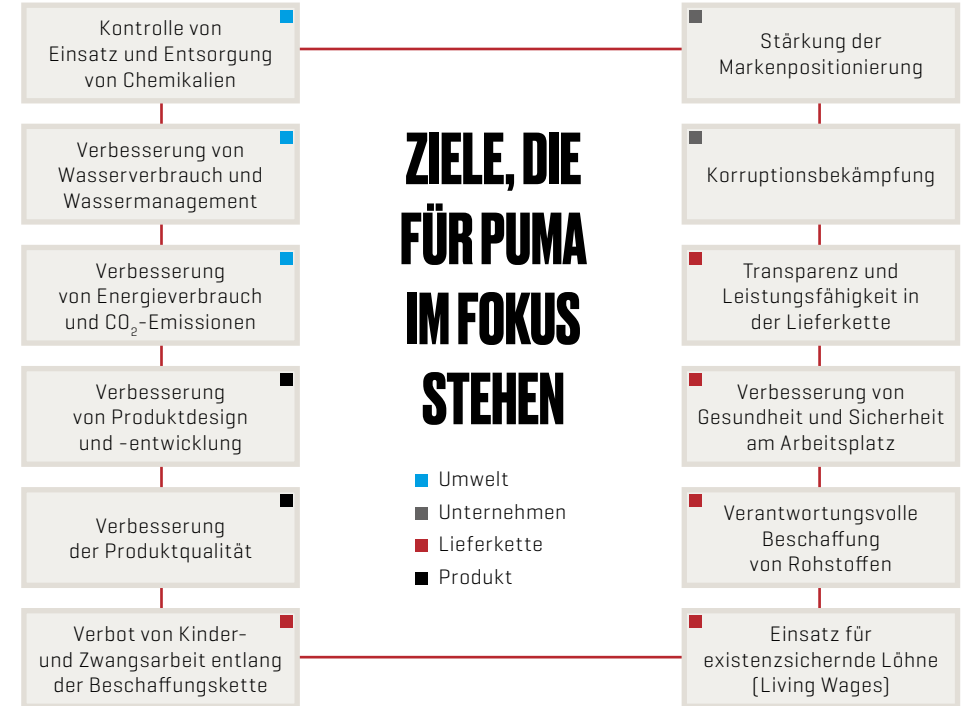 Kontrolle von
Einsatz und Entsorgung
von Chemikalien
Verbesserung von
Wasserverbrauch und
Wassermanagement
Verbesserung
von Energieverbrauch
und CO₂-Emissionen
Verbesserung
von Produktdesign
und -entwicklung
Verbesserung
der Produktqualität
Verbot von Kinder-
und Zwangsarbeit entlang
der Beschaffungskette
ZIELE, DIE
FÜR PUMA
IM FOKUS
STEHEN
Umwelt
Unternehmen
Lieferkette
Produkt
Stärkung der
Markenpositionierung
Korruptionsbekämpfung
Transparenz und
Leistungsfähigkeit in
der Lieferkette
Verbesserung von
Gesundheit und Sicherheit
am Arbeitsplatz
Verantwortungsvolle
Beschaffung
von Rohstoffen
Einsatz für
existenzsichernde Löhne
(Living Wages)